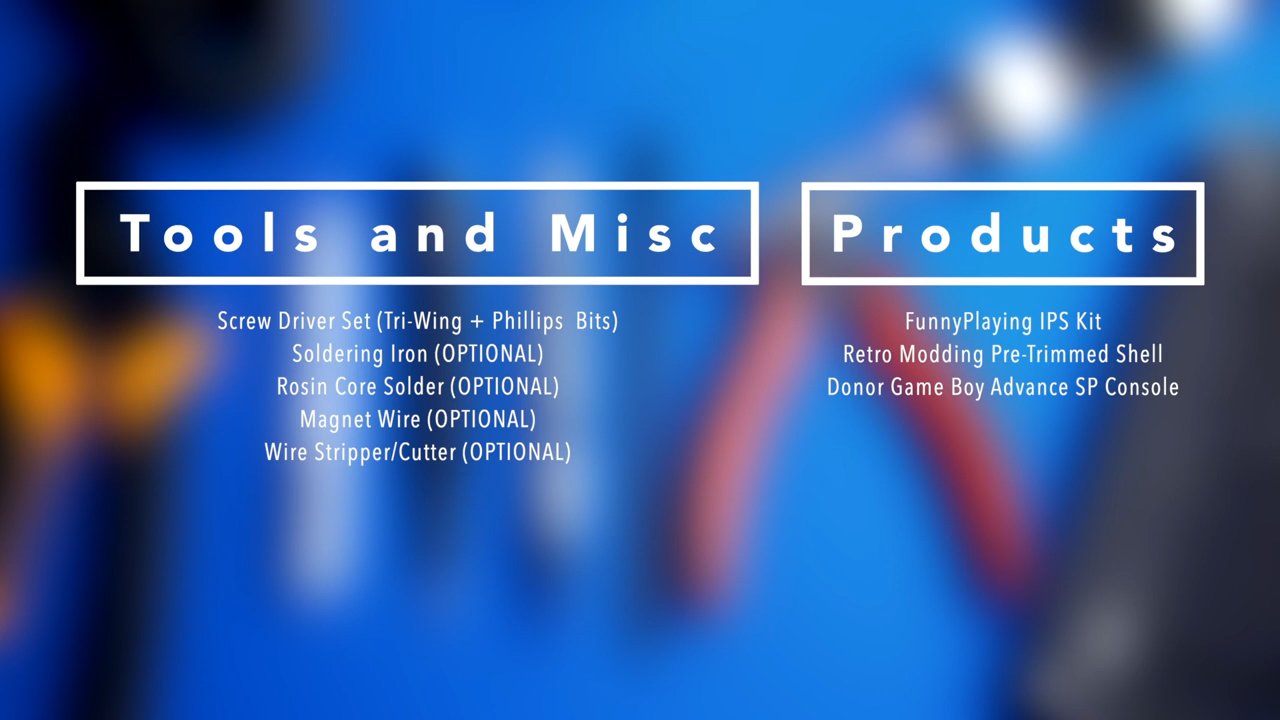 Tools and Misc
Screw Driver Set (Tri-Wing + Phillips Bits)
Soldering Iron (OPTIONAL)
Rosin Core Solder (OPTIONAL)
Magnet Wire (OPTIONAL)
Wire Stripper/Cutter (OPTIONAL)
Products
FunnyPlaying IPS Kit
Retro Modding Pre-Trimmed Shell
Donor Game Boy Advance SP Console